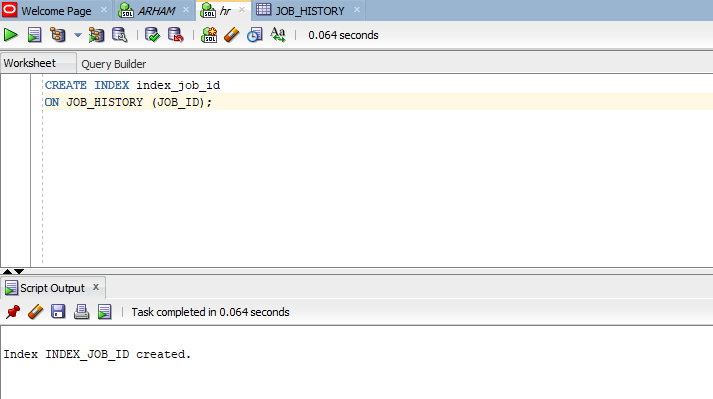 Welcome Page ARHAM hr JOB_HISTORY
0.064 seconds
Worksheet Query Builder
CREATE INDEX index_job_id
ON JOB_HISTORY (JOB_ID);
Script Output x
Task completed in 0.064 seconds
Index INDEX_JOB_ID created.